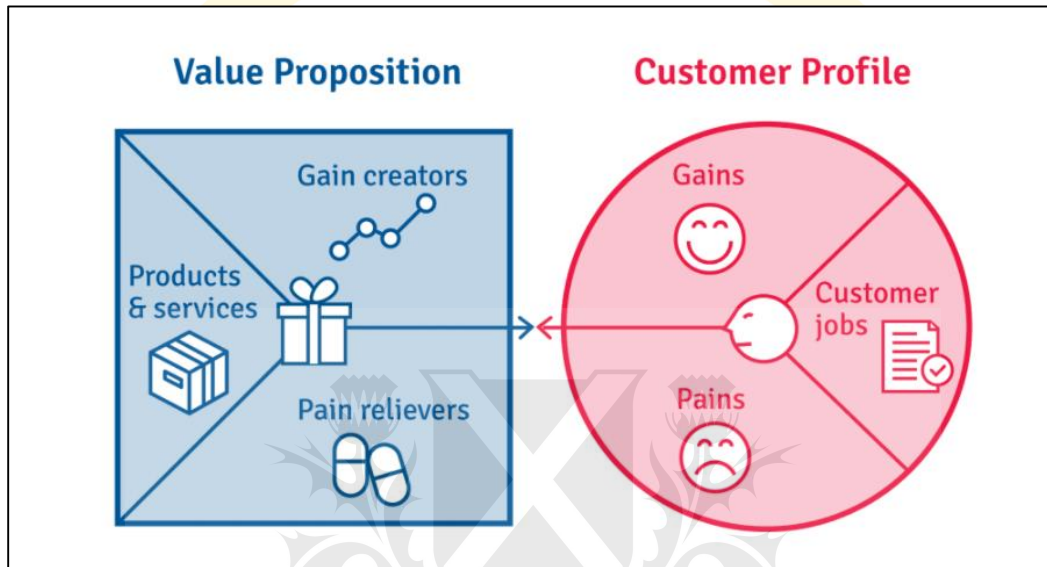 Value Proposition
Gain creators
Products
& services
Pain relievers
Customer Profile
Gains
Customer
jobs
Pains